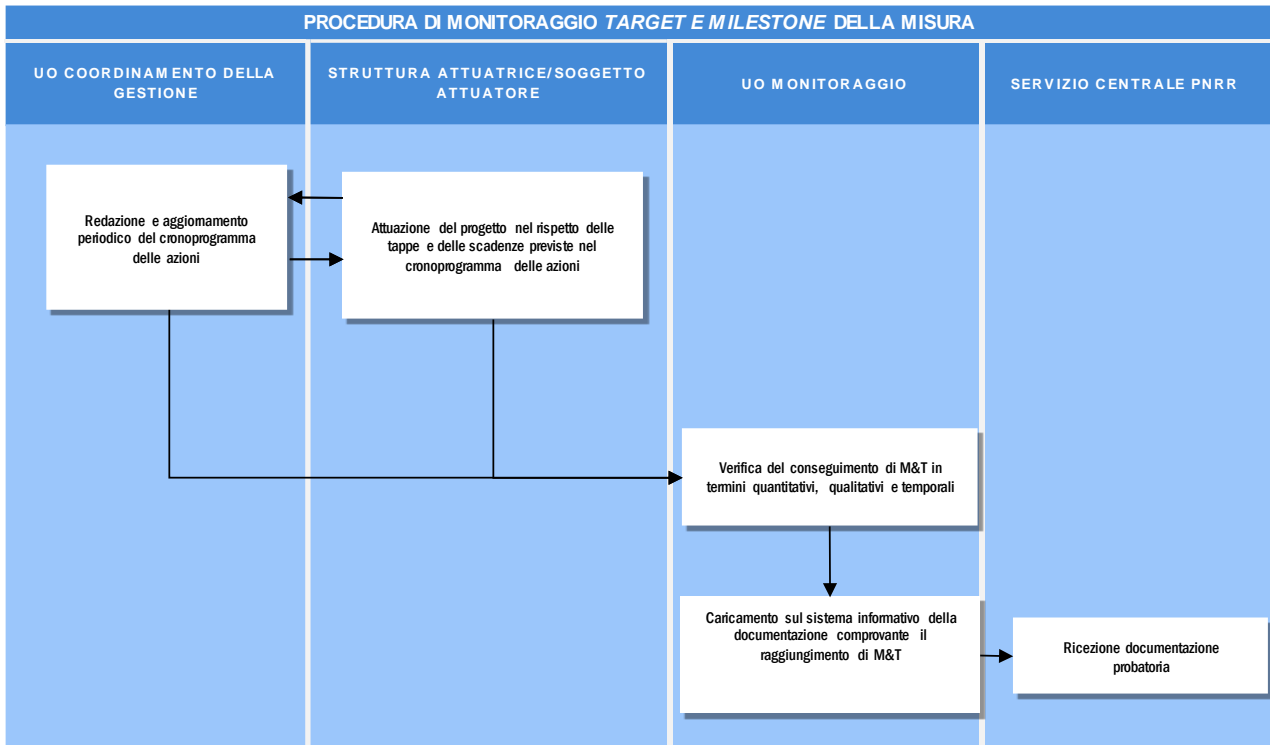 PROCEDURA DI MONITORAGGIO TARGET E MILESTONE DELLA MISURA
UO COORDINAMENTO DELLA
GESTIONE
STRUTTURA ATTUATRICE/SOGGETTO
ATTUATORE
UO MONITORAGGIO
SERVIZIO CENTRALE PNRR
Redazione e aggiornamento
periodico del cronoprogramma
delle azioni
Attuazione del progetto nel rispetto delle
tappe e delle scadenze previste nel
cronoprogramma delle azioni
Verifica del conseguimento di M&T in
termini quantitativi, qualitativi e temporali
Caricamento sul sistema informativo della
documentazione comprovante il
raggiungimento di M&T
Ricezione documentazione
probatoria